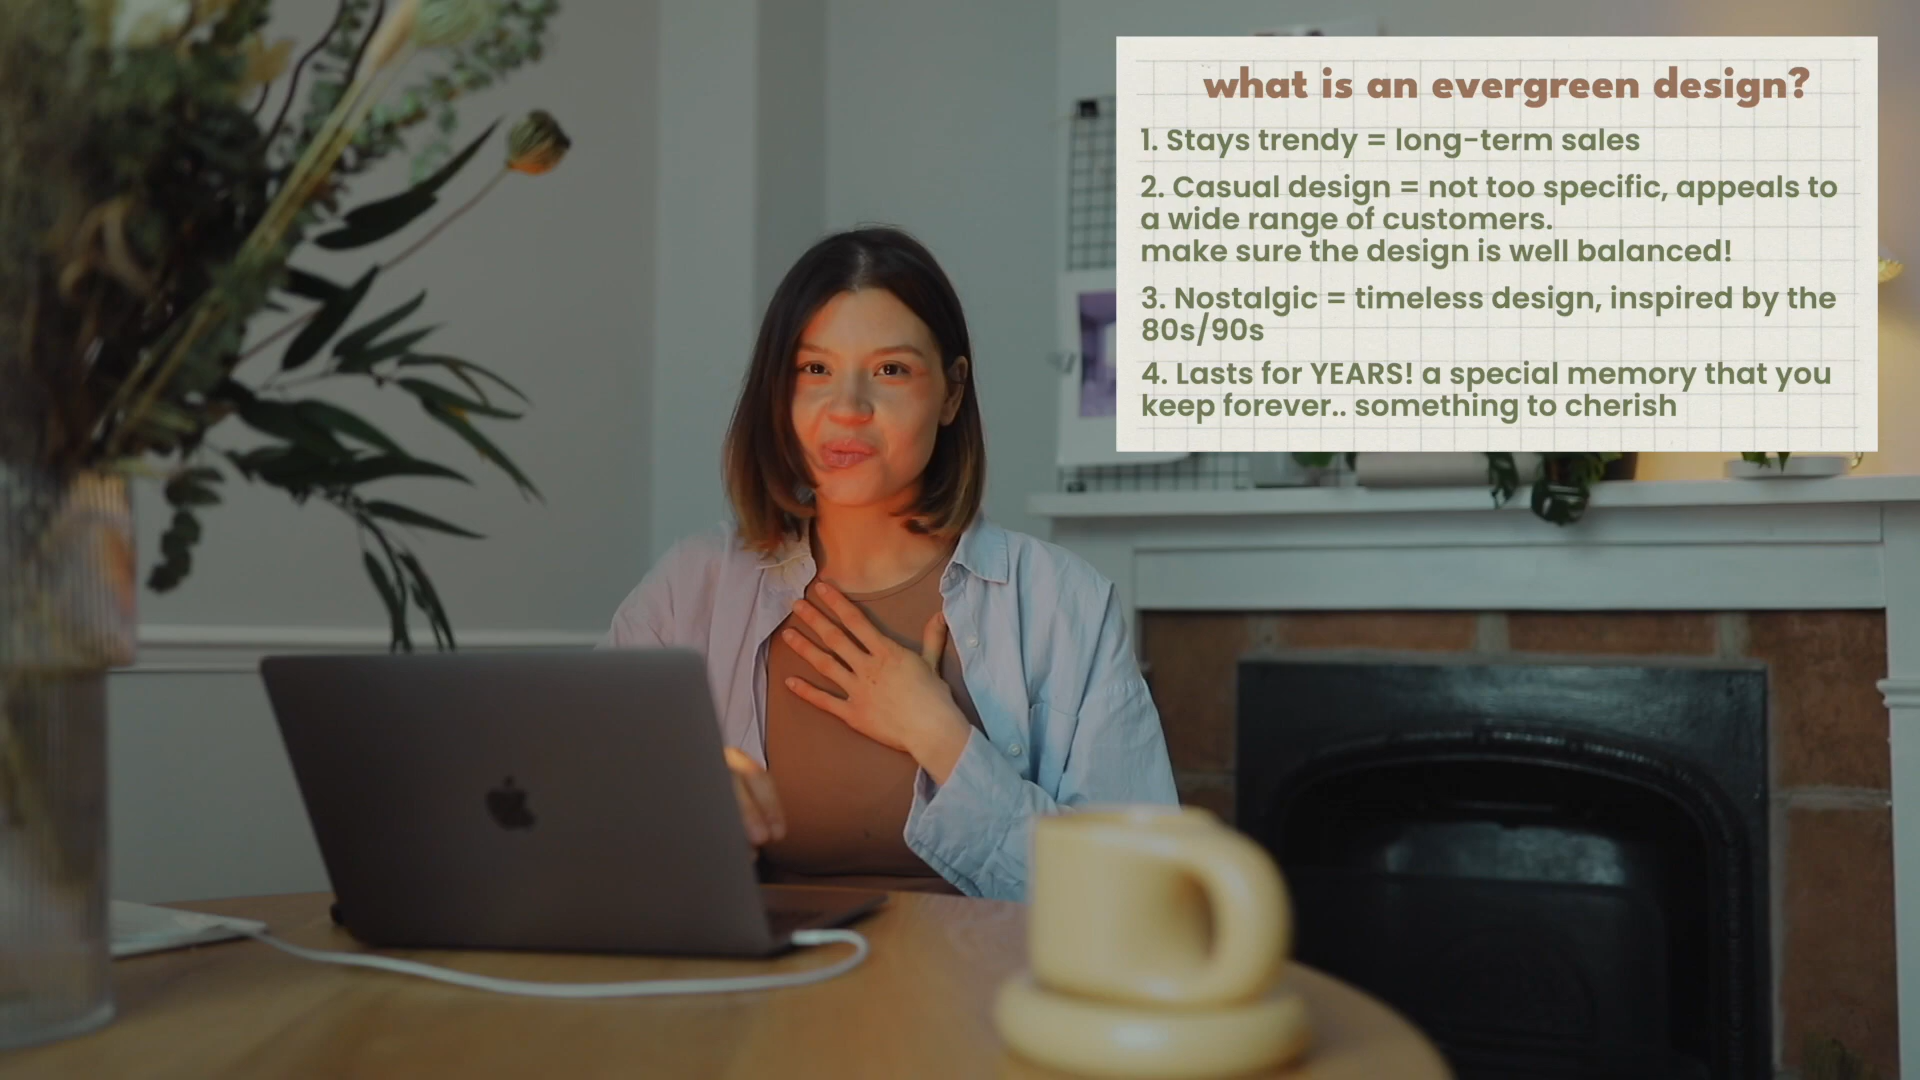 what is an evergreen design?
1. Stays trendy = long-term sales
2. Casual design = not too specific, appeals to
a wide range of customers.
make sure the design is well balanced!
3. Nostalgic = timeless design, inspired by the
80s/90s
4. Lasts for YEARS! a special memory that you
keep forever.. something to cherish